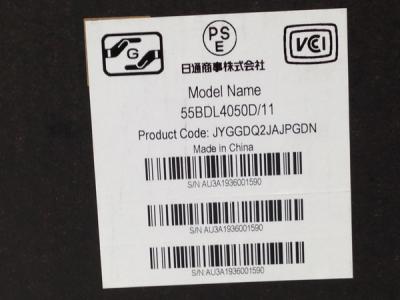 G
PS
E
VCI
日通商事株式会社
Model Name
55BDL4050D/11
Product Code: JYGGDQ2JAJPGDN
Made in China
S/N:AU3A1936001590
S/N:AU3A1936001590
S/N:AU3A1936001590